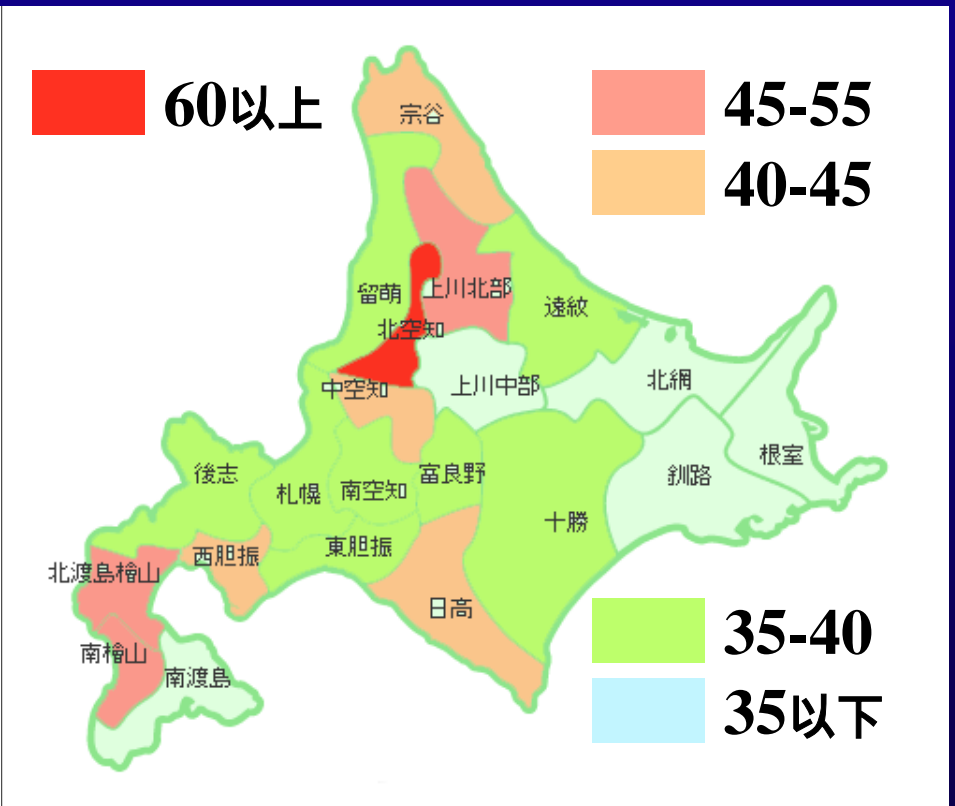 60以上
45-55
40-45
宗谷
留萌
上川北部
遠紋
北空知
中空知
上川中部
北網
後志
札幌
南空知
富良野
釧路
根室
十勝
西胆振
東胆振
北渡島檜山
日高
南檜山
南渡島
35-40
35以下